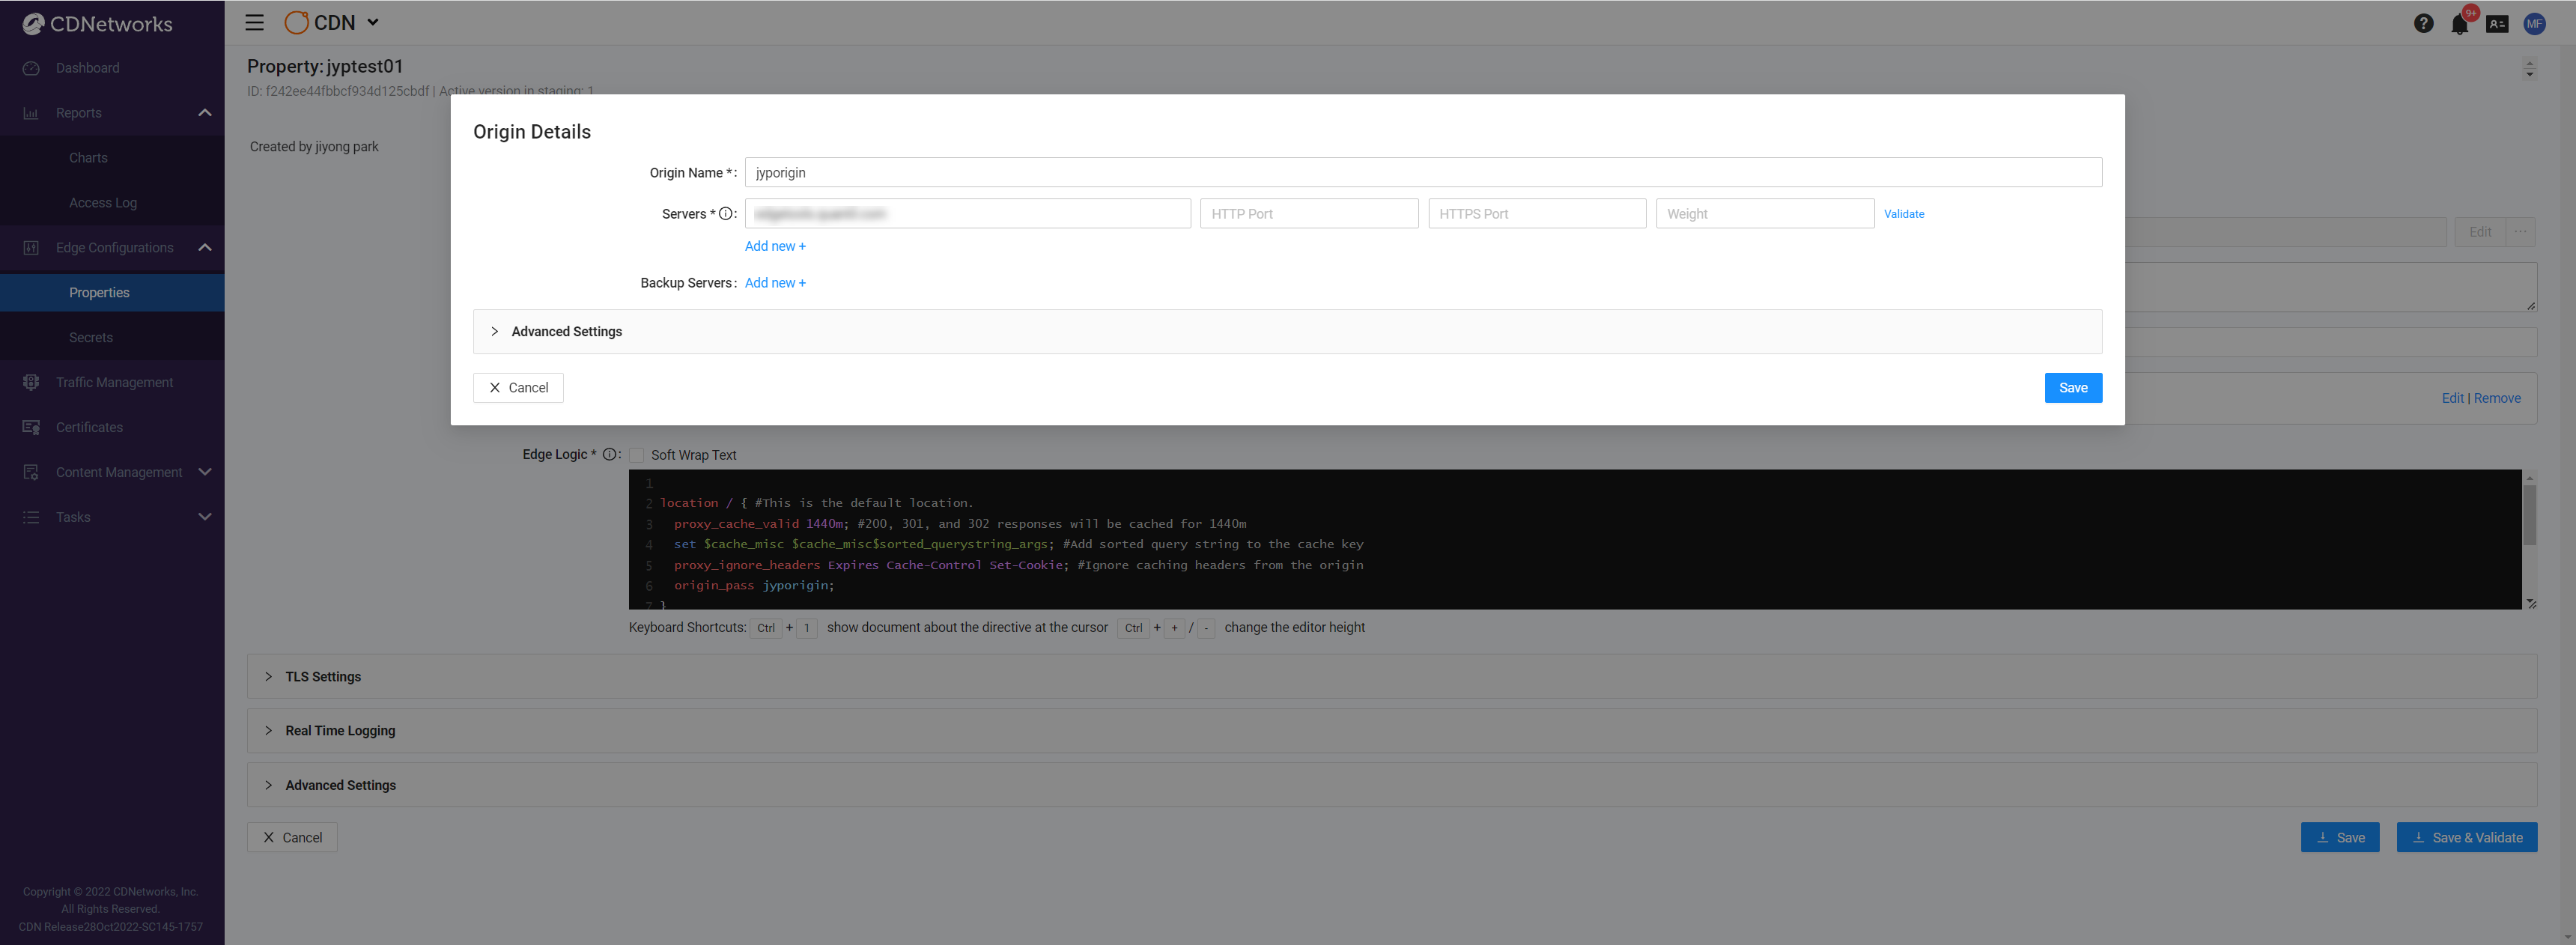 CDNetworks
CDN
9+
MF
Dashboard
Reports
Charts
Access Log
Edge Configurations
Properties
Secrets
Traffic Management
Certificates
Content Management
Tasks
Copyright © 2022 CDNetworks, Inc.
All Rights Reserved.
CDN Release28Oct2022-SC145-1757
Property: jyptest01
ID: f242ee44fbbcf934d125cbdf | Active version in staging: 1
Created by jiyong park
Edit ...
Edit | Remove
Origin Details
Origin Name *: jyporigin
Servers *: HTTP Port HTTPS Port Weight Validate
Add new +
Backup Servers: Add new +
Advanced Settings
Cancel
Save
Edge Logic *: Soft Wrap Text
1
2 location / { #This is the default location.
3 proxy_cache_valid 1440m; #200, 301, and 302 responses will be cached for 1440m
4 set $cache_misc $cache_misc$sorted_querystring_args; #Add sorted query string to the cache key
5 proxy_ignore_headers Expires Cache-Control Set-Cookie; #Ignore caching headers from the origin
6 origin_pass jyporigin;
7 }
Keyboard Shortcuts: Ctrl + 1 show document about the directive at the cursor Ctrl + + / - change the editor height
TLS Settings
Real Time Logging
Advanced Settings
Cancel
Save
Save & Validate